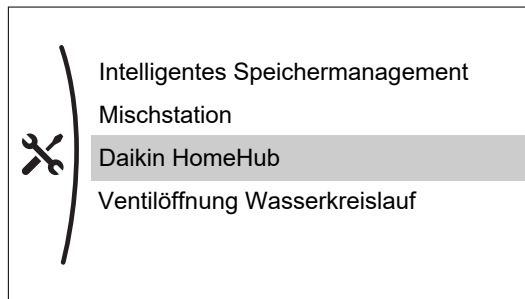 Intelligentes Speichermanagement
Mischstation
Daikin HomeHub
Ventilöffnung Wasserkreislauf